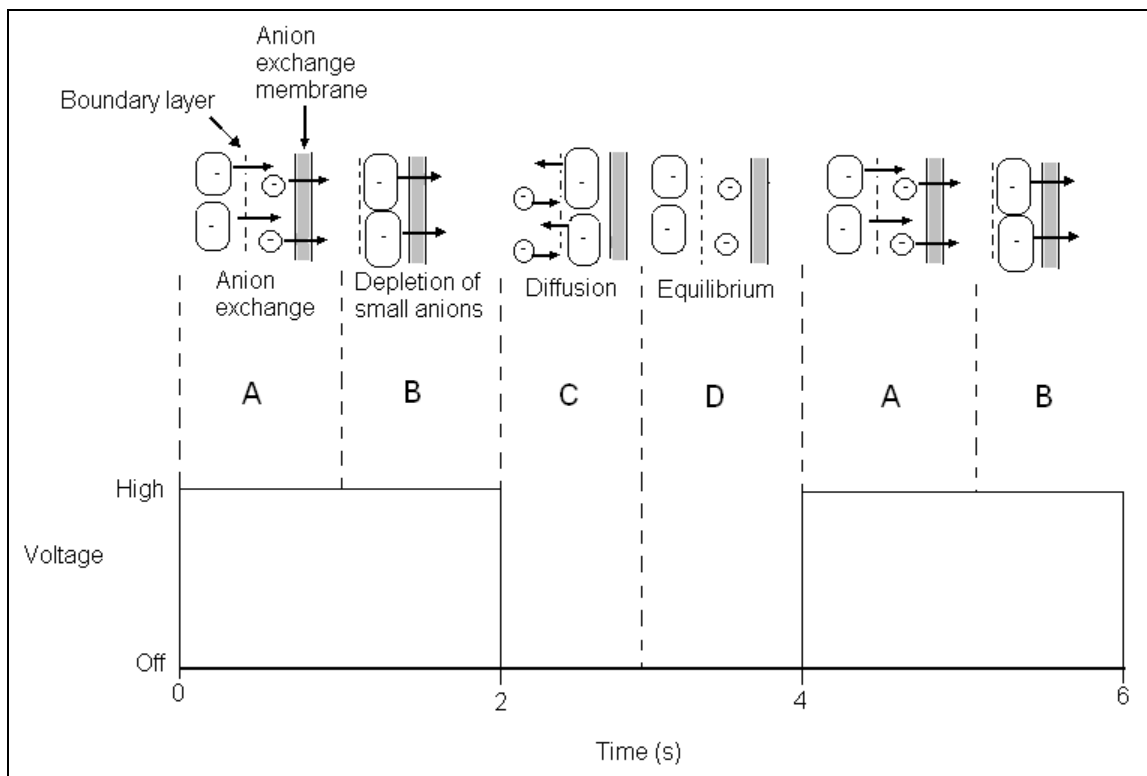 Anion
exchange
membrane
Boundary layer
- - - - - - - -
- - - - - - - -
Anion
exchange
Depletion of
small anions
Diffusion
Equilibrium
A B C D A B
High
Voltage
Off
0 2 4 6
Time (s)